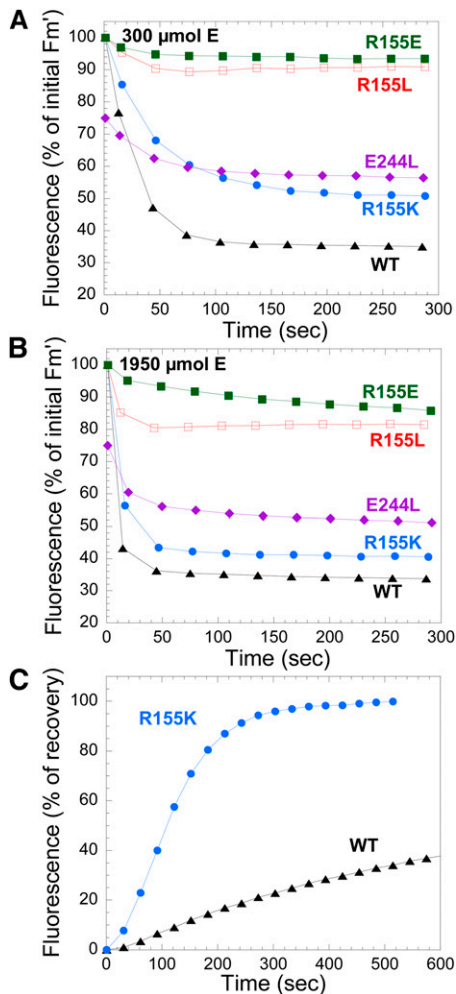 A
300 µmol E
Fluorescence (% of initial Fm')
100
90
80
70
60
50
40
30
20
R155E
R155L
E244L
R155K
WT
0 50 100 150 200 250 300
Time (sec)
B
1950 µmol E
Fluorescence (% of initial Fm')
100
90
80
70
60
50
40
30
20
R155E
R155L
E244L
R155K
WT
0 50 100 150 200 250 300
Time (sec)
C
Fluorescence (% of recovery)
100
80
60
40
20
0
R155K
WT
0 100 200 300 400 500 600
Time (sec)